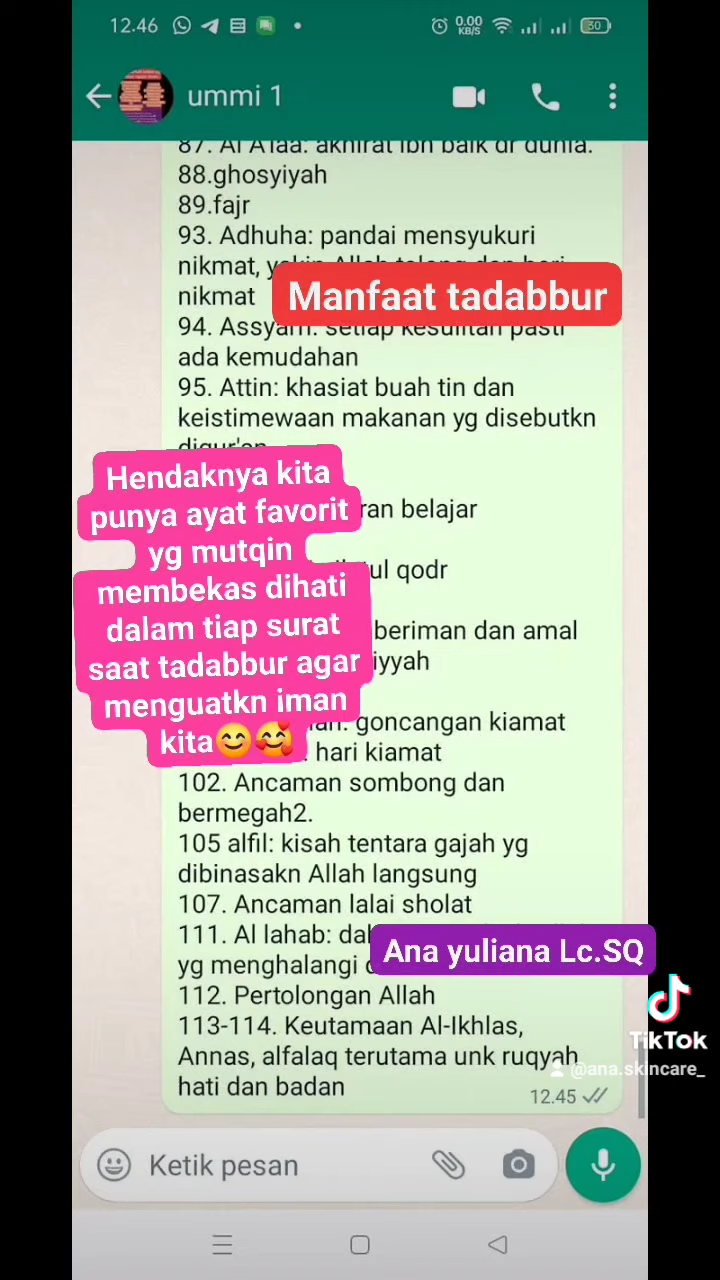 12.46
0.00
KB/S
30
ummi 1
87. Al A'laa: akhirat lbh baik dr dunia.
88.ghosyiyah
89.fajr
93. Adhuha: pandai mensyukuri
nikmat,
nikmat
Manfaat tadabbur
94. Assyarh: setiap kesulitan pasti
ada kemudahan
95. Attin: khasiat buah tin dan
keistimewaan makanan yg disebutkn
diqur'an
Hendaknya kita
punya ayat favorit
yg mutqin
membekas dihati
dalam tiap surat
saat tadabbur agar
menguatkn iman
kita😊🥰
belajar
qodr
beriman dan amal
goncangan kiamat
hari kiamat
102. Ancaman sombong dan
bermegah2.
105 alfil: kisah tentara gajah yg
dibinasakn Allah langsung
107. Ancaman lalai sholat
111. Al lahab:
yg menghalangi
Ana yuliana Lc.SQ
112. Pertolongan Allah
113-114. Keutamaan Al-Ikhlas,
Annas, alfalaq terutama unk ruqyah
hati dan badan
12.45
TikTok
@ana.skincare_
Ketik pesan